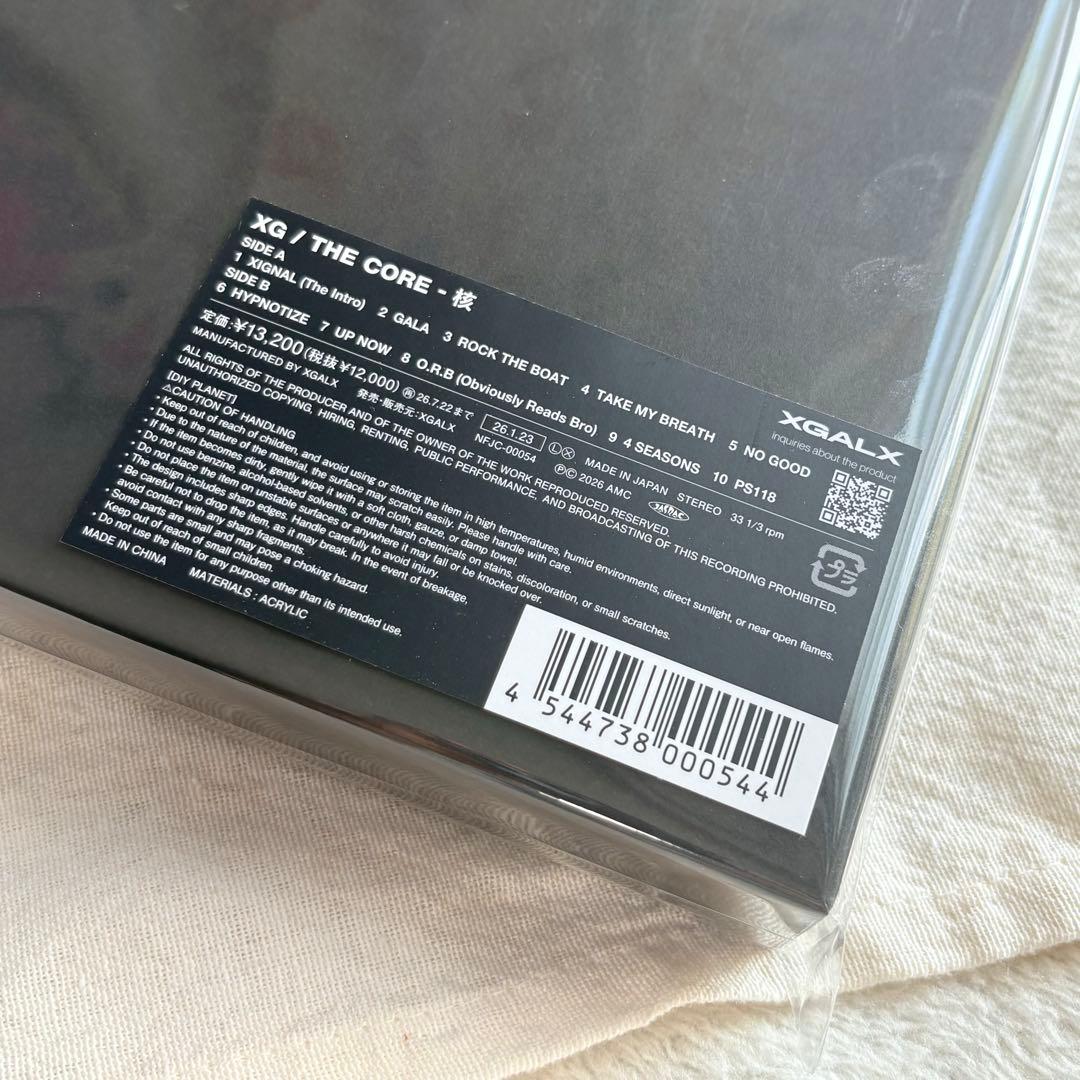 XG / THE CORE - 核
SIDE A
1 XIGNAL (The Intro) 2 GALA 3 ROCK THE BOAT 4 TAKE MY BREATH 5 NO GOOD
SIDE B
6 HYPNOTIZE 7 UP NOW 8 O.R.B (Obviously Reads Bro) 9 4 SEASONS 10 PS118
定価:¥13,200(税抜¥12,000) 再 26.7.22まで 26.1.23 Ⓛ Ⓧ MADE IN JAPAN STEREO 33 1/3 rpm
MANUFACTURED BY XGALX 発売・販売元:XGALX NFJC-00054 ℗© 2026 AMC JASRAC
ALL RIGHTS OF THE PRODUCER AND OF THE OWNER OF THE WORK REPRODUCED RESERVED.
UNAUTHORIZED COPYING, HIRING, RENTING, PUBLIC PERFORMANCE, AND BROADCASTING OF THIS RECORDING PROHIBITED.
[DIY PLANET]
⚠CAUTION OF HANDLING
・Keep out of reach of children, and avoid using or storing the item in high temperatures, humid environments, direct sunlight, or near open flames.
・Due to the nature of the material, the surface may scratch easily. Please handle with care.
・If the item becomes dirty, gently wipe it with a soft cloth, gauze, or damp towel.
・Do not use benzine, alcohol-based solvents, or other harsh chemicals on stains, discoloration, or small scratches.
・Do not place the item on unstable surfaces or anywhere it may fall or be knocked over.
・The design includes sharp edges. Handle carefully to avoid injury.
・Be careful not to drop the item, as it may break. In the event of breakage,
avoid contact with any sharp fragments.
・Some parts are small and may pose a choking hazard.
Keep out of reach of small children.
・Do not use the item for any purpose other than its intended use.
MADE IN CHINA MATERIALS : ACRYLIC
XGALX
inquiries about the product
プラ
4 544738 000544